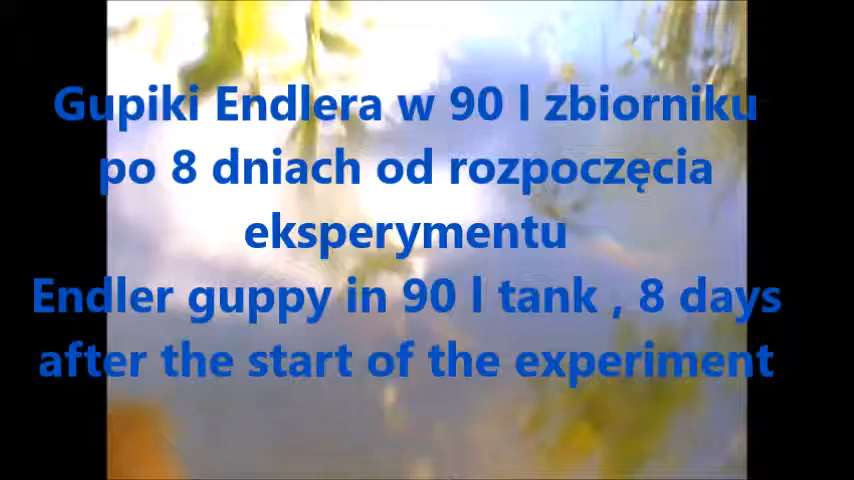 Gupiki Endlera w 90 l zbiorniku
po 8 dniach od rozpoczęcia
eksperymentu
Endler guppy in 90 l tank , 8 days
after the start of the experiment